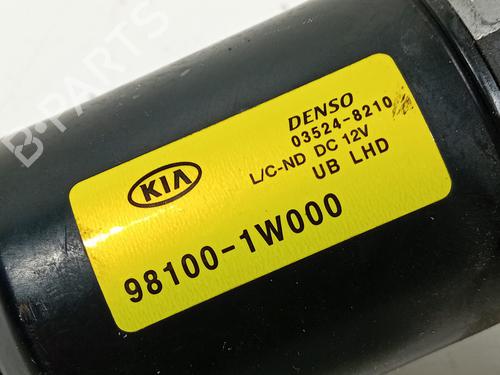 DENSO
03524-8210
L/C-ND DC 12V
UB LHD
KIA
98100-1W000
B-PARTS